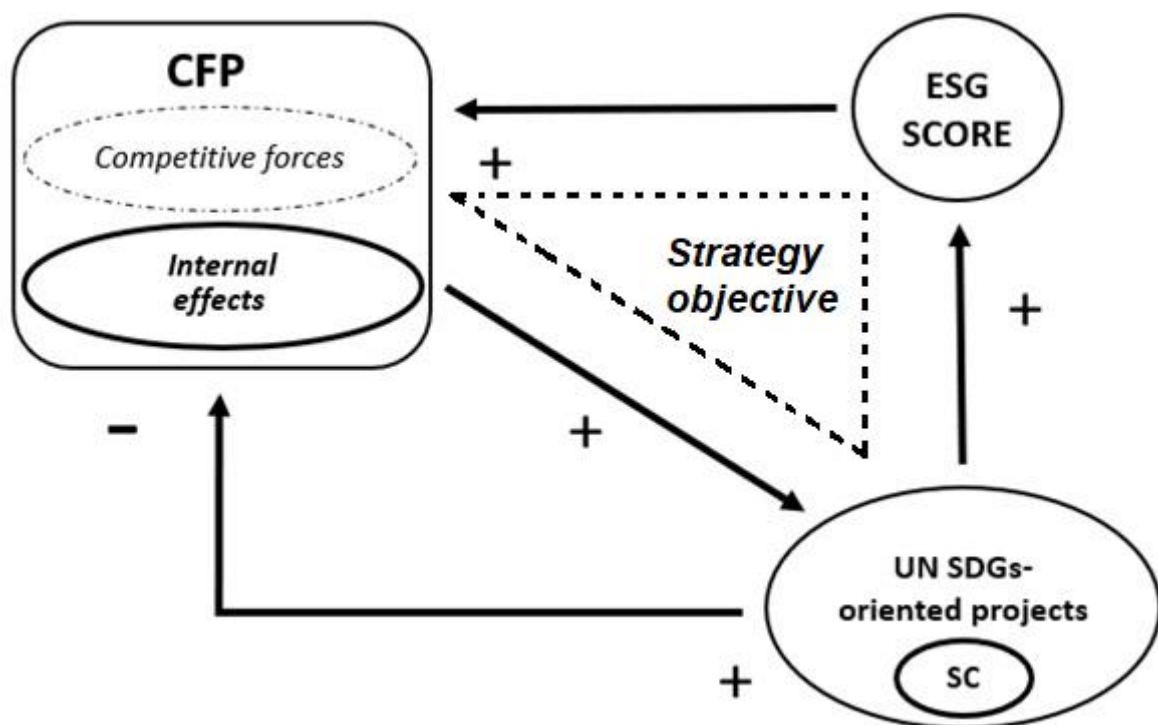 CFP
Competitive forces
Internal
effects
ESG
SCORE
+
Strategy
objective
+
-
+
UN SDGs-
oriented projects
SC
+